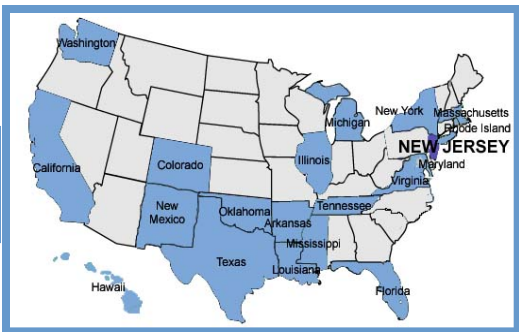 Washington
Michigan
New York
Massachusetts
Rhode Island
NEW JERSEY
Maryland
Illinois
California
Colorado
Virginia
New
Mexico
Oklahoma
Tennessee
Arkansas
Mississippi
Texas
Louisiana
Hawaii
Florida